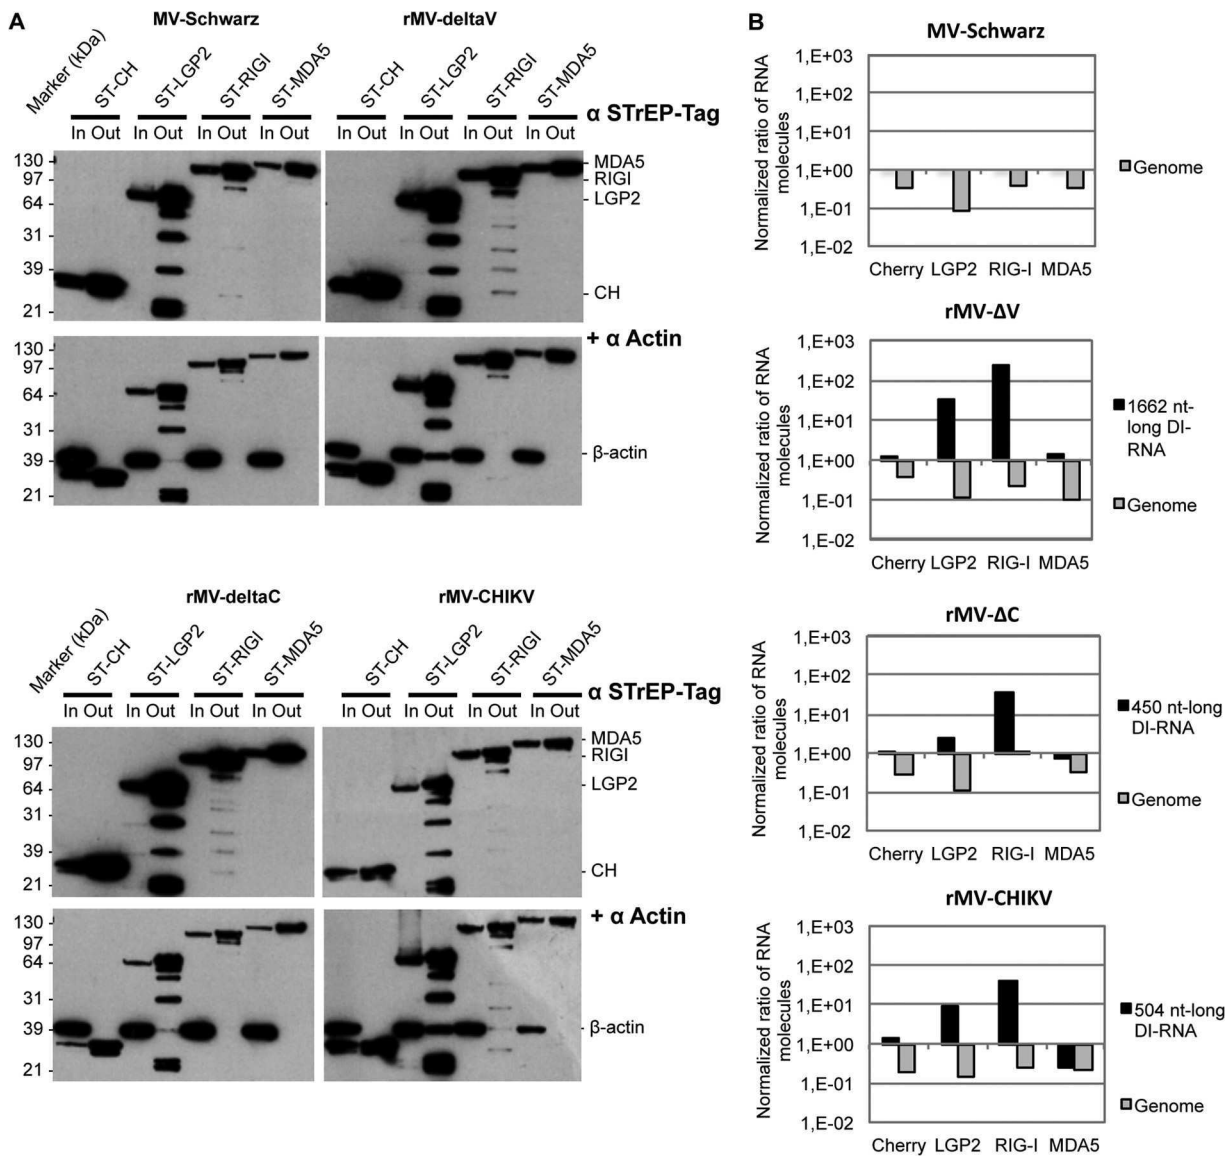 A
MV-Schwarz
rMV-deltaV
Marker (kDa)
ST-CH
ST-LGP2
ST-RIGI
ST-MDA5
ST-CH
ST-LGP2
ST-RIGI
ST-MDA5
α STrEP-Tag
In Out In Out In Out In Out
In Out In Out In Out In Out
130
97
64
31
39
21
MDA5
RIGI
LGP2
CH
+ α Actin
130
97
64
31
39
21
β-actin
rMV-deltaC
rMV-CHIKV
Marker (kDa)
ST-CH
ST-LGP2
ST-RIGI
ST-MDA5
ST-CH
ST-LGP2
ST-RIGI
ST-MDA5
α STrEP-Tag
In Out In Out In Out In Out
In Out In Out In Out In Out
130
97
64
31
39
21
MDA5
RIGI
LGP2
CH
+ α Actin
130
97
64
31
39
21
β-actin
B
MV-Schwarz
Normalized ratio of RNA
molecules
1,E+03
1,E+02
1,E+01
1,E+00
1,E-01
1,E-02
Cherry LGP2 RIG-I MDA5
Genome
rMV-ΔV
Normalized ratio of RNA
molecules
1,E+03
1,E+02
1,E+01
1,E+00
1,E-01
1,E-02
Cherry LGP2 RIG-I MDA5
1662 nt-
long DI-
RNA
Genome
rMV-ΔC
Normalized ratio of RNA
molecules
1,E+03
1,E+02
1,E+01
1,E+00
1,E-01
1,E-02
Cherry LGP2 RIG-I MDA5
450 nt-long
DI-RNA
Genome
rMV-CHIKV
Normalized ratio of RNA
molecules
1,E+03
1,E+02
1,E+01
1,E+00
1,E-01
1,E-02
Cherry LGP2 RIG-I MDA5
504 nt-long
DI-RNA
Genome